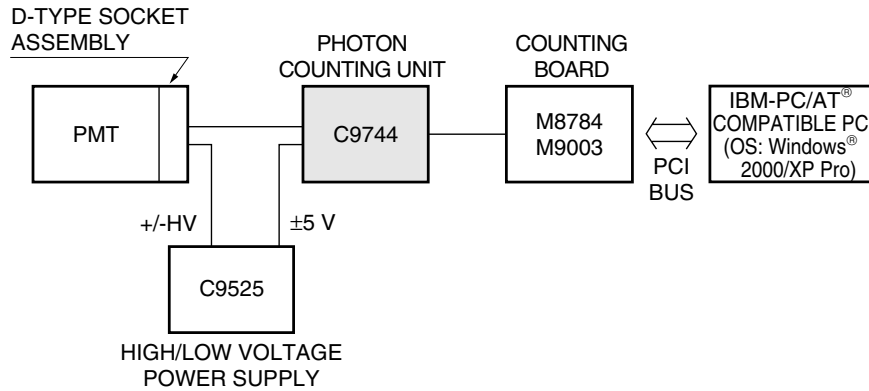 D-TYPE SOCKET
ASSEMBLY
PMT
PHOTON
COUNTING UNIT
C9744
COUNTING
BOARD
M8784
M9003
PCI
BUS
IBM-PC/AT®
COMPATIBLE PC
(OS: Windows®
2000/XP Pro)
+/-HV
±5 V
C9525
HIGH/LOW VOLTAGE
POWER SUPPLY